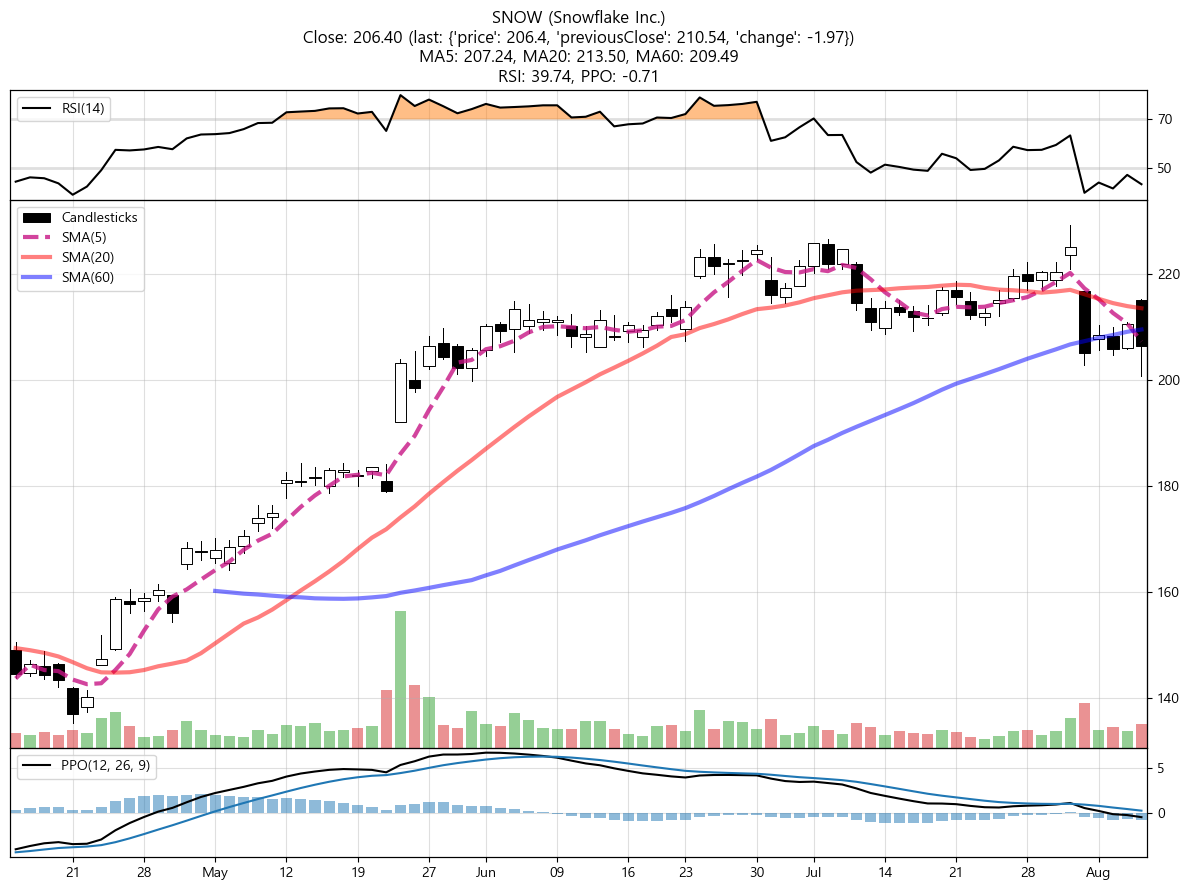 SNOW (Snowflake Inc.)
Close: 206.40 (last: {'price': 206.4, 'previousClose': 210.54, 'change': -1.97})
MA5: 207.24, MA20: 213.50, MA60: 209.49
RSI: 39.74, PPO: -0.71
RSI(14)
70
50
Candlesticks
SMA(5)
SMA(20)
SMA(60)
220
200
180
160
140
PPO(12, 26, 9)
5
0
21 28 May 12 19 27 Jun 09 16 23 30 Jul 14 21 28 Aug